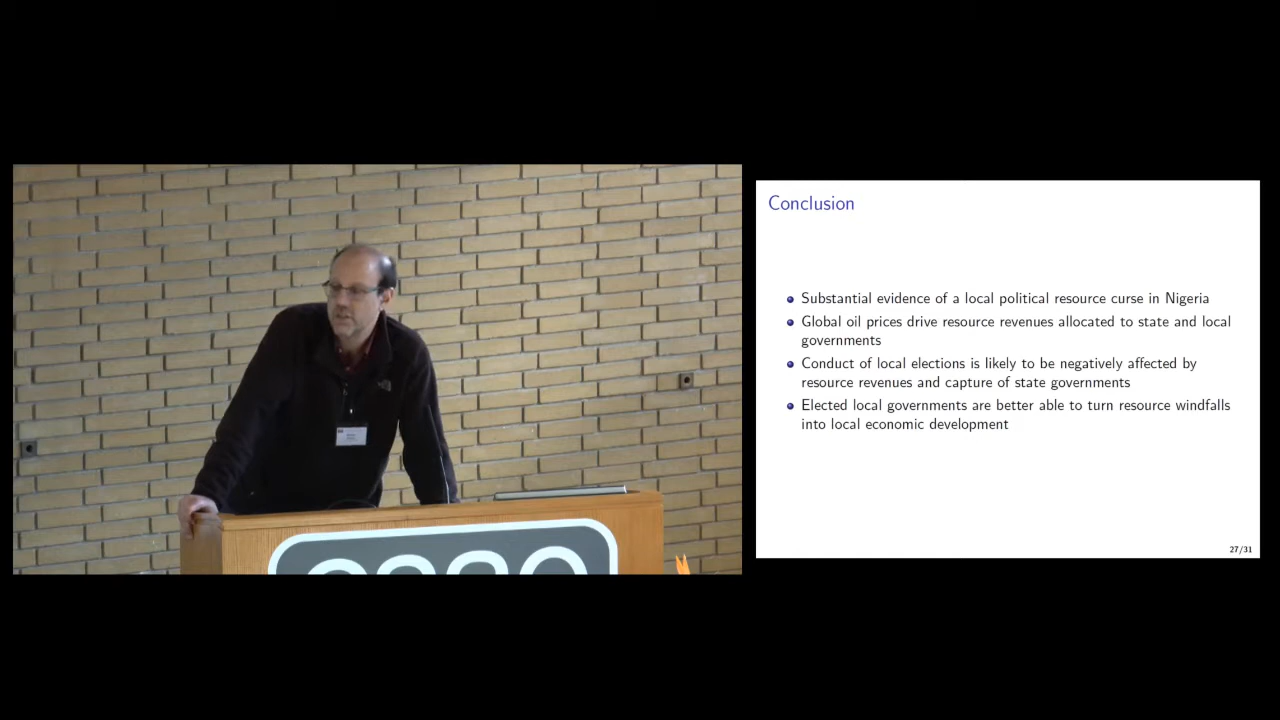 Conclusion
Substantial evidence of a local political resource curse in Nigeria
Global oil prices drive resource revenues allocated to state and local
governments
Conduct of local elections is likely to be negatively affected by
resource revenues and capture of state governments
Elected local governments are better able to turn resource windfalls
into local economic development
27/31